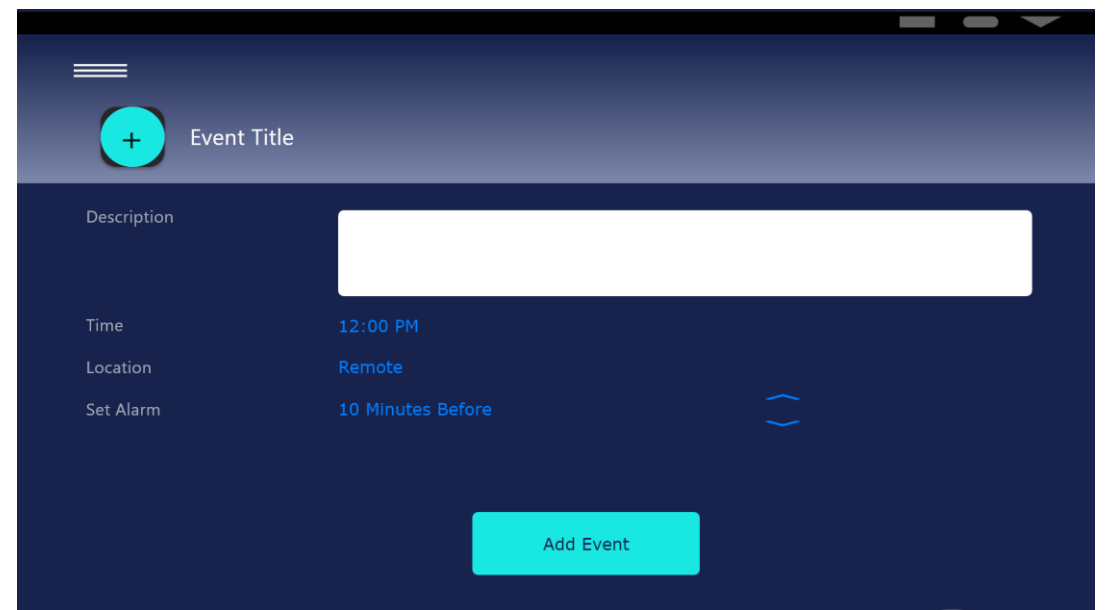 + Event Title
Description
Time 12:00 PM
Location Remote
Set Alarm 10 Minutes Before
Add Event